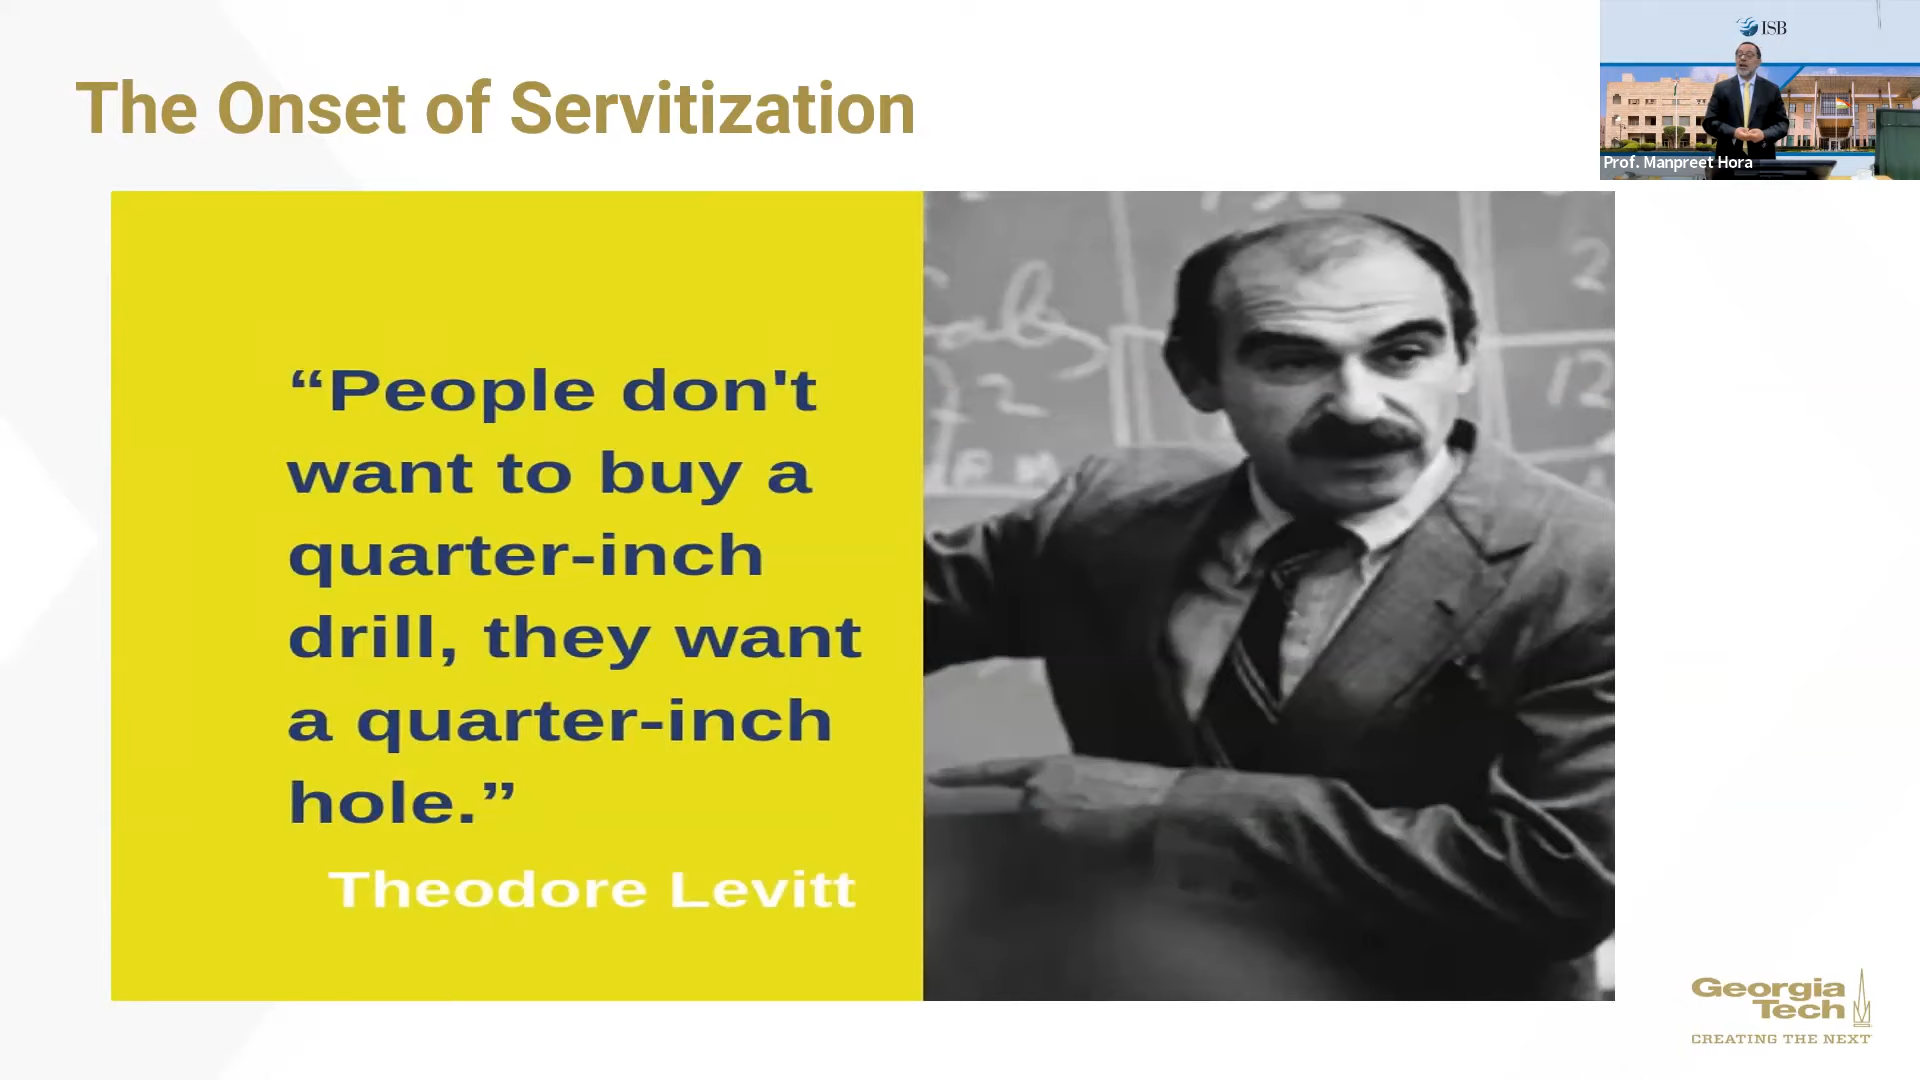 The Onset of Servitization
ISB
Prof. Manpreet Hora
“People don't
want to buy a
quarter-inch
drill, they want
a quarter-inch
hole.”
Theodore Levitt
Georgia
Tech
CREATING THE NEXT